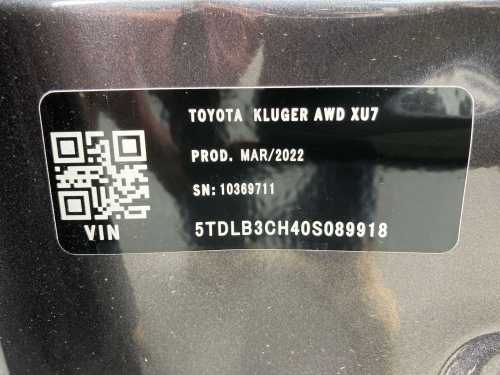 TOYOTA KLUGER AWD XU7
PROD. MAR/2022
SN: 10369711
VIN 5TDLB3CH40S089918